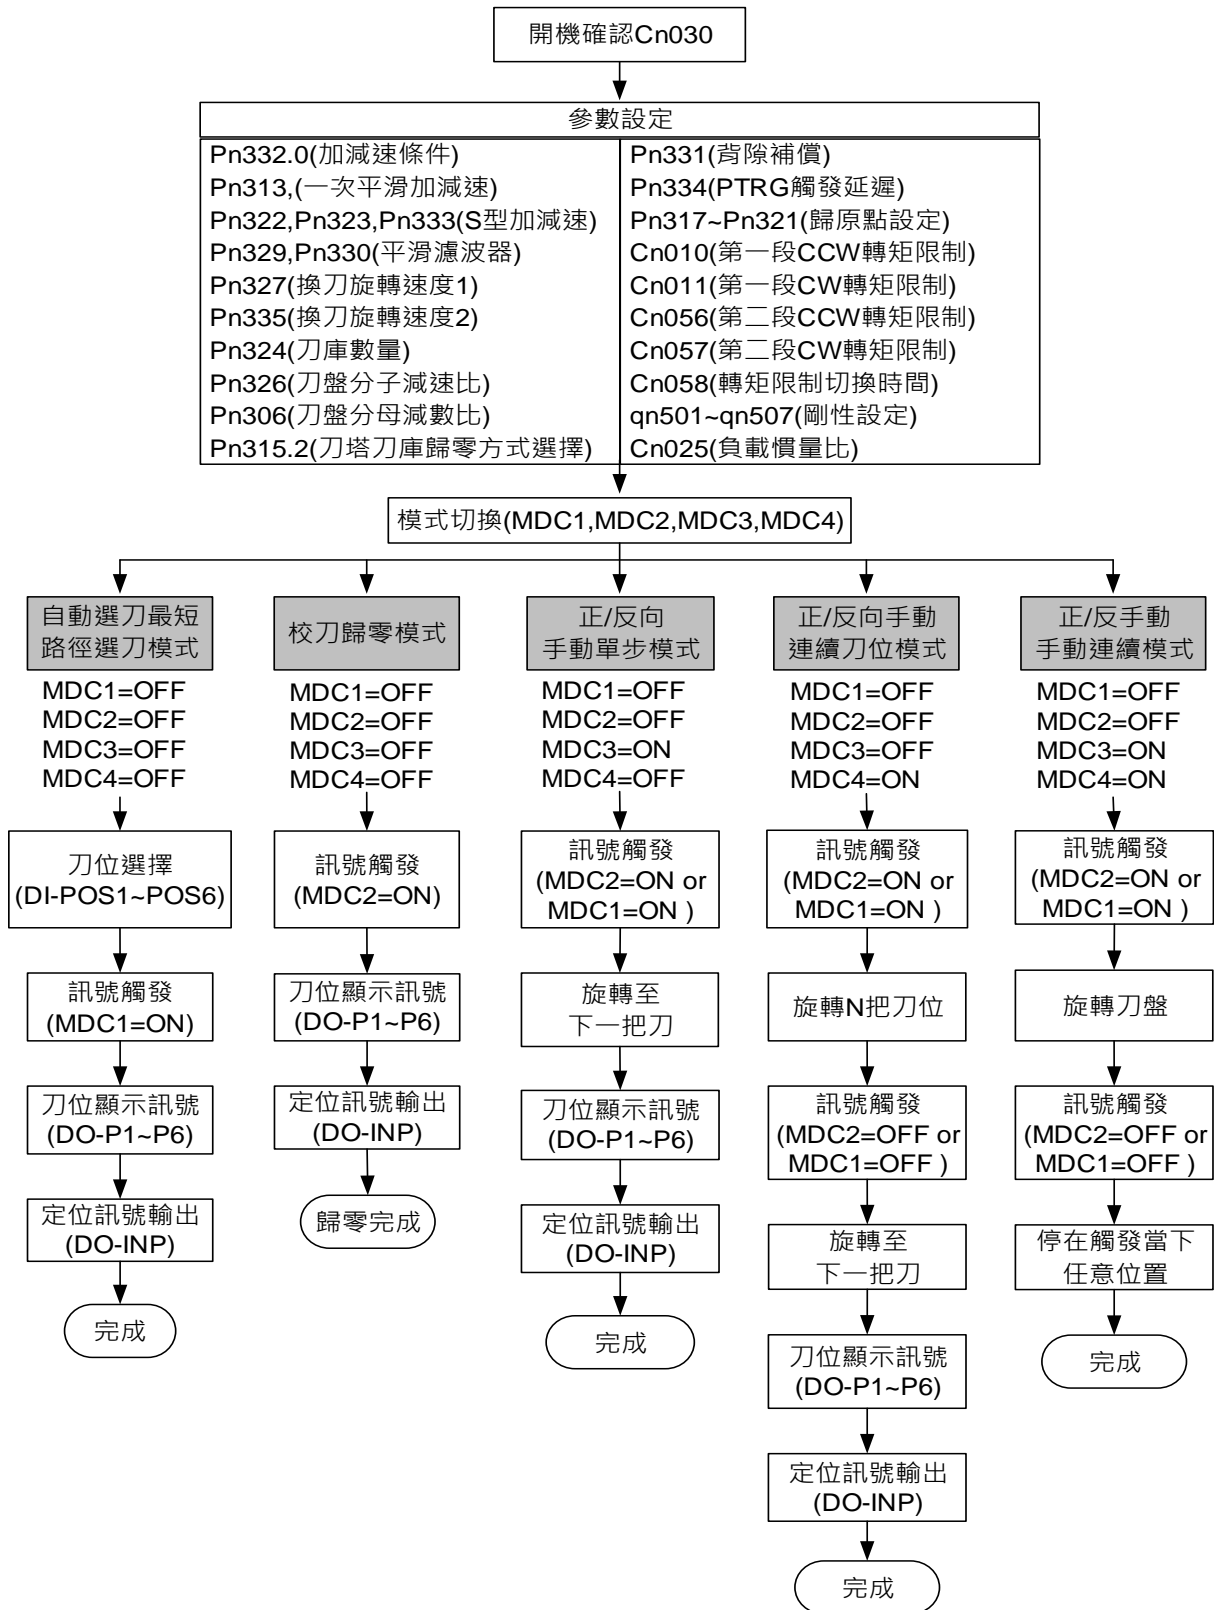 開機確認Cn030
參數設定
Pn332.0(加減速條件)
Pn313,(一次平滑加減速)
Pn322,Pn323,Pn333(S型加減速)
Pn329,Pn330(平滑濾波器)
Pn327(換刀旋轉速度1)
Pn335(換刀旋轉速度2)
Pn324(刀庫數量)
Pn326(刀盤分子減速比)
Pn306(刀盤分母減數比)
Pn315.2(刀塔刀庫歸零方式選擇)
Pn331(背隙補償)
Pn334(PTRG觸發延遲)
Pn317~Pn321(歸原點設定)
Cn010(第一段CCW轉矩限制)
Cn011(第一段CW轉矩限制)
Cn056(第二段CCW轉矩限制)
Cn057(第二段CW轉矩限制)
Cn058(轉矩限制切換時間)
qn501~qn507(剛性設定)
Cn025(負載慣量比)
模式切換(MDC1,MDC2,MDC3,MDC4)
自動選刀最短
路徑選刀模式
MDC1=OFF
MDC2=OFF
MDC3=OFF
MDC4=OFF
刀位選擇
(DI-POS1~POS6)
訊號觸發
(MDC1=ON)
刀位顯示訊號
(DO-P1~P6)
定位訊號輸出
(DO-INP)
完成
校刀歸零模式
MDC1=OFF
MDC2=OFF
MDC3=OFF
MDC4=OFF
訊號觸發
(MDC2=ON)
刀位顯示訊號
(DO-P1~P6)
定位訊號輸出
(DO-INP)
歸零完成
正/反向
手動單步模式
MDC1=OFF
MDC2=OFF
MDC3=ON
MDC4=OFF
訊號觸發
(MDC2=ON or
MDC1=ON )
旋轉至
下一把刀
刀位顯示訊號
(DO-P1~P6)
定位訊號輸出
(DO-INP)
完成
正/反向手動
連續刀位模式
MDC1=OFF
MDC2=OFF
MDC3=OFF
MDC4=ON
訊號觸發
(MDC2=ON or
MDC1=ON )
旋轉N把刀位
訊號觸發
(MDC2=OFF or
MDC1=OFF )
旋轉至
下一把刀
刀位顯示訊號
(DO-P1~P6)
定位訊號輸出
(DO-INP)
完成
正/反手動
手動連續模式
MDC1=OFF
MDC2=OFF
MDC3=ON
MDC4=ON
訊號觸發
(MDC2=ON or
MDC1=ON )
旋轉刀盤
訊號觸發
(MDC2=OFF or
MDC1=OFF )
停在觸發當下
任意位置
完成